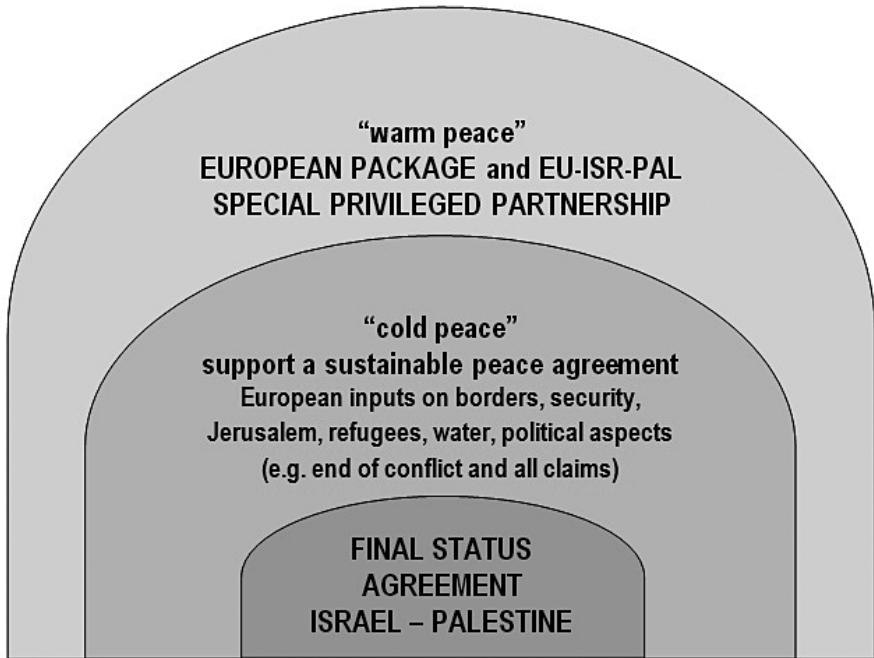 “warm peace”
EUROPEAN PACKAGE and EU-ISR-PAL
SPECIAL PRIVILEGED PARTNERSHIP
“cold peace”
support a sustainable peace agreement
European inputs on borders, security,
Jerusalem, refugees, water, political aspects
(e.g. end of conflict and all claims)
FINAL STATUS
AGREEMENT
ISRAEL – PALESTINE